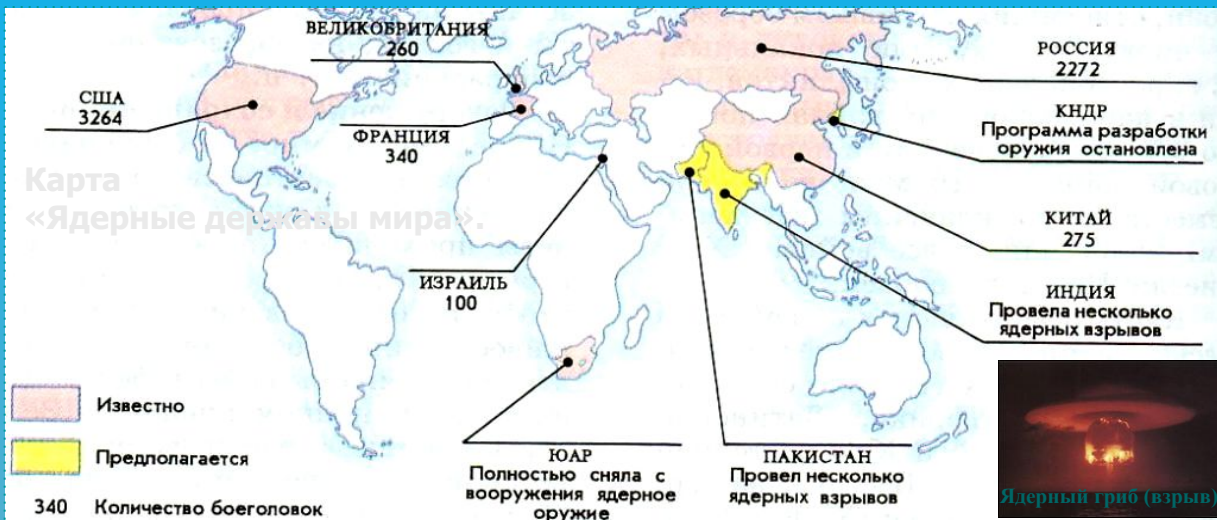 ВЕЛИКОБРИТАНИЯ
260
РОССИЯ
2272
США
3264
ФРАНЦИЯ
340
КНДР
Программа разработки
оружия остановлена
Карта
«Ядерные державы мира».
КИТАЙ
275
ИЗРАИЛЬ
100
ИНДИЯ
Провела несколько
ядерных взрывов
Известно
Предполагается
340 Количество боеголовок
ЮАР
Полностью сняла с
вооружения ядерное
оружие
ПАКИСТАН
Провел несколько
ядерных взрывов
Ядерный гриб (взрыв)